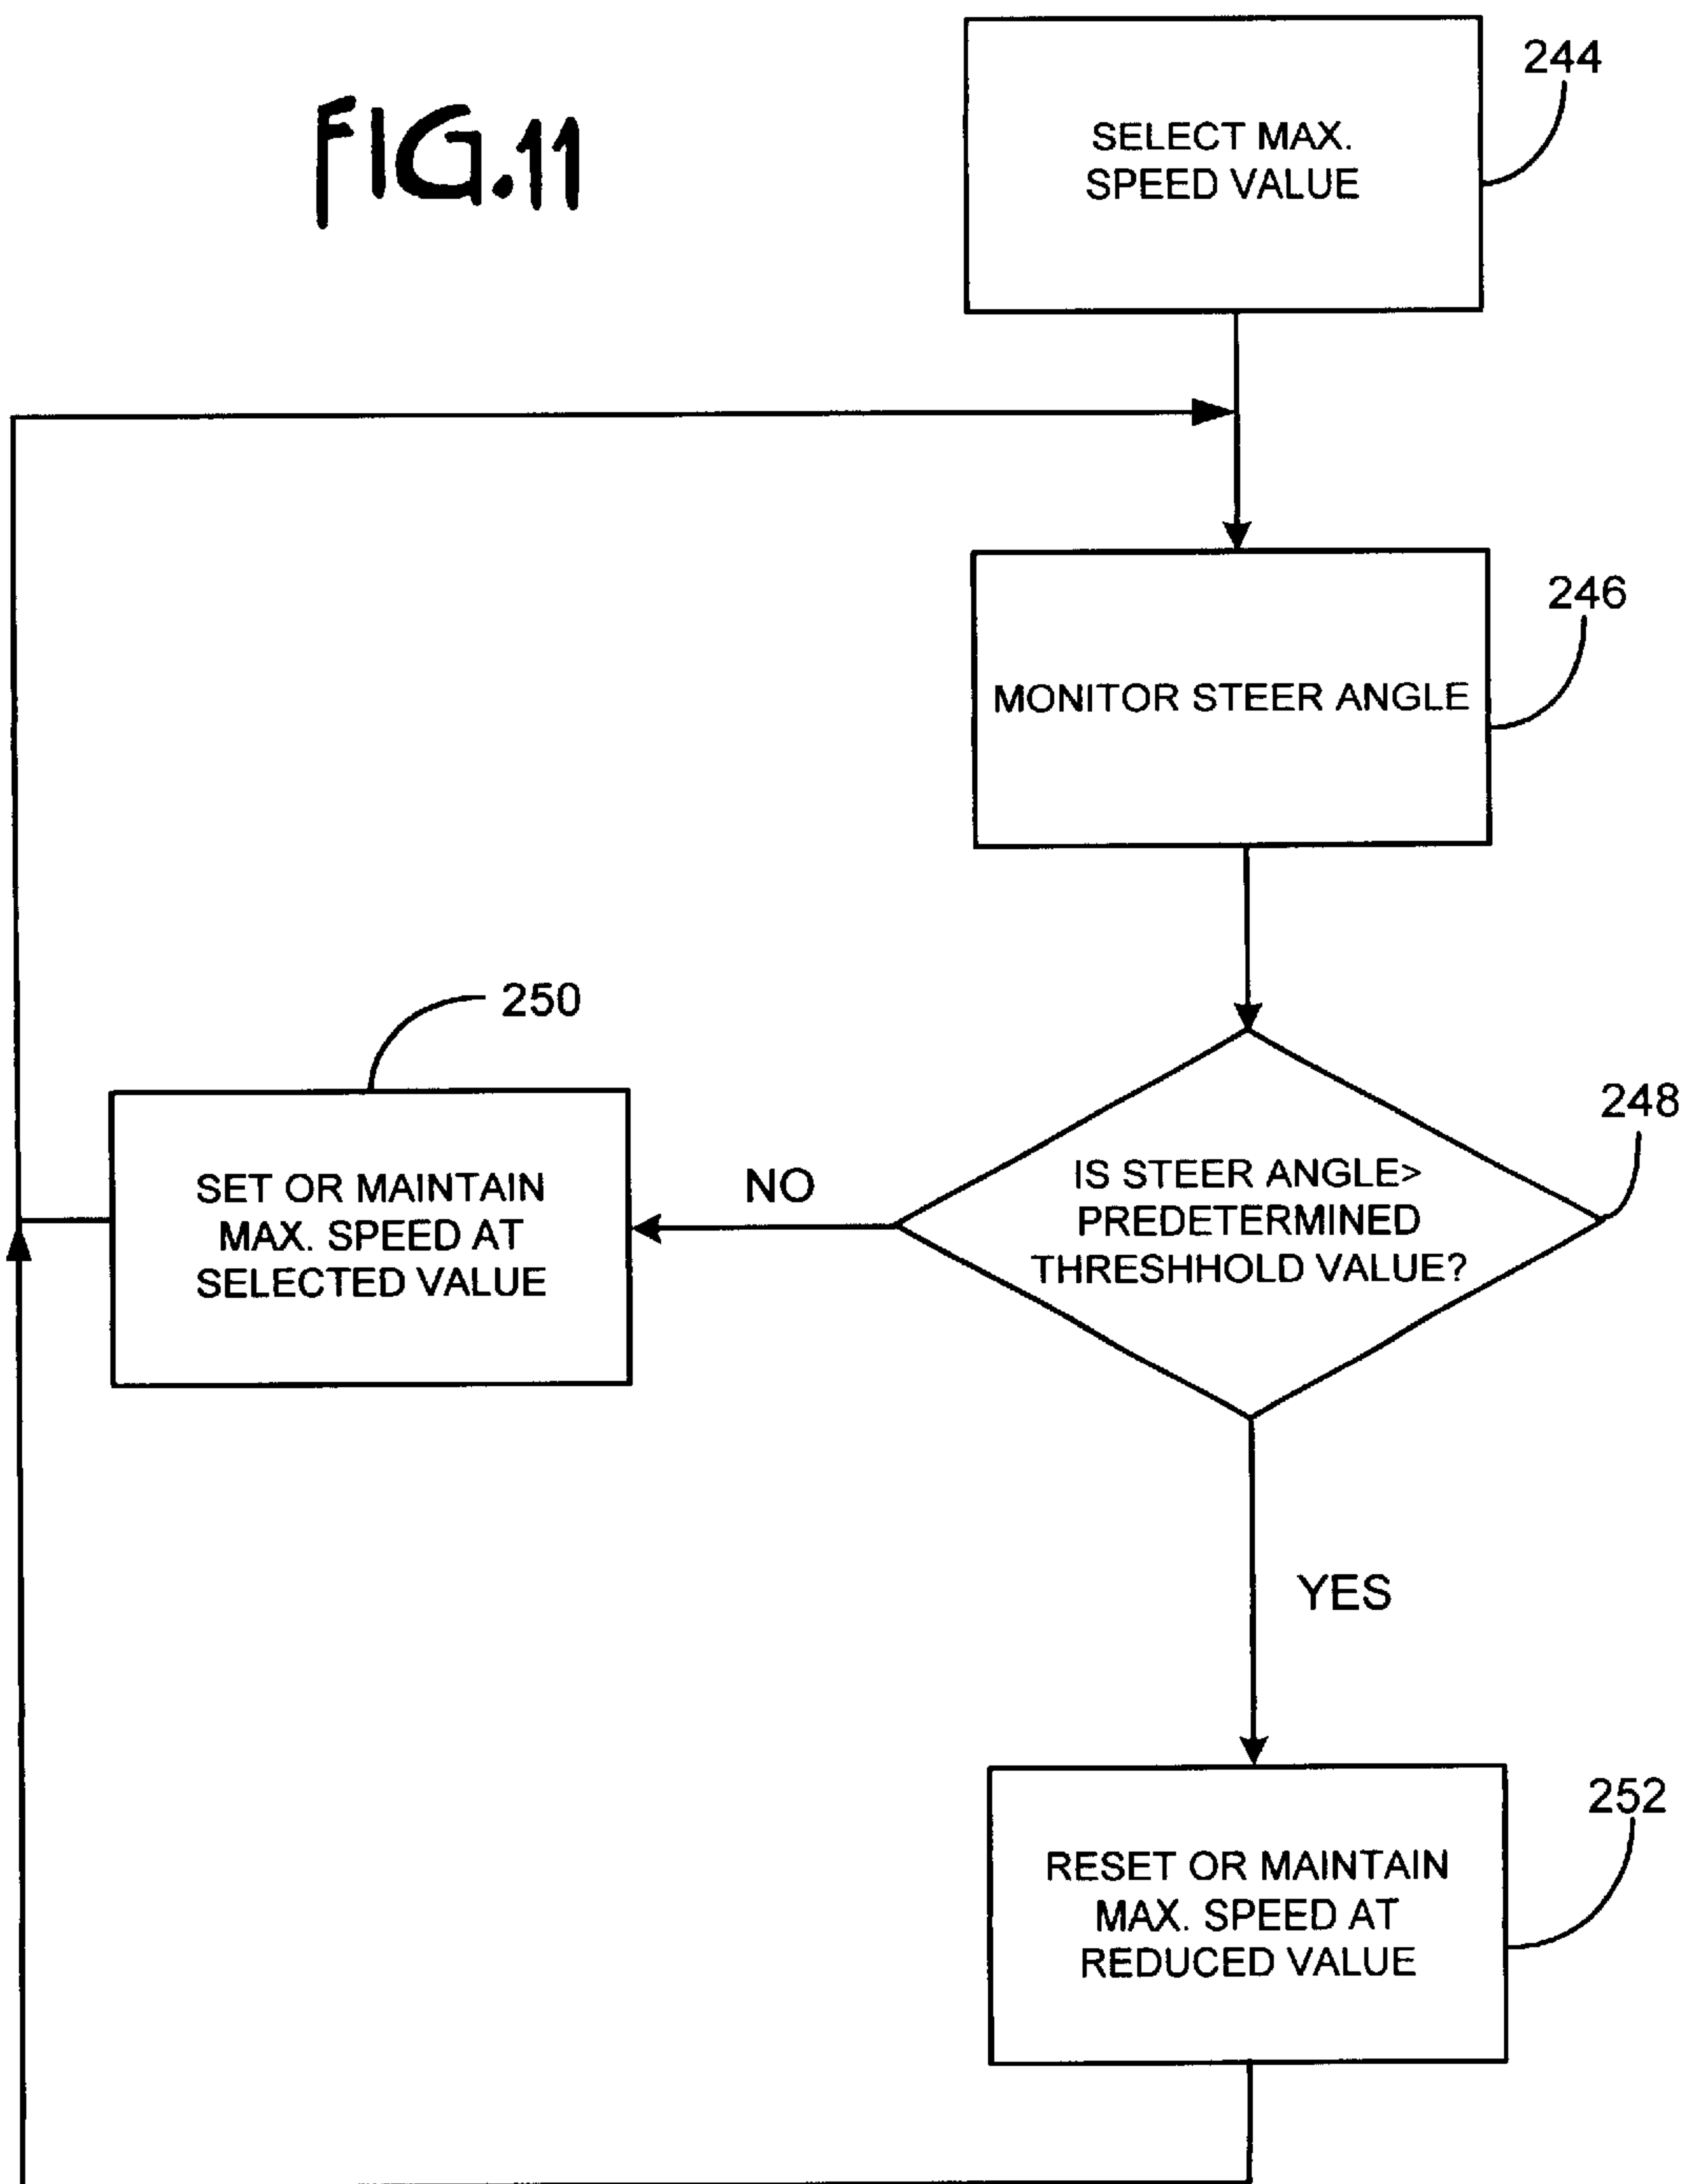 FIG.11
244
SELECT MAX.
SPEED VALUE
246
MONITOR STEER ANGLE
250
248
SET OR MAINTAIN
MAX. SPEED AT
SELECTED VALUE
NO
IS STEER ANGLE>
PREDETERMINED
THRESHHOLD VALUE?
YES
252
RESET OR MAINTAIN
MAX. SPEED AT
REDUCED VALUE